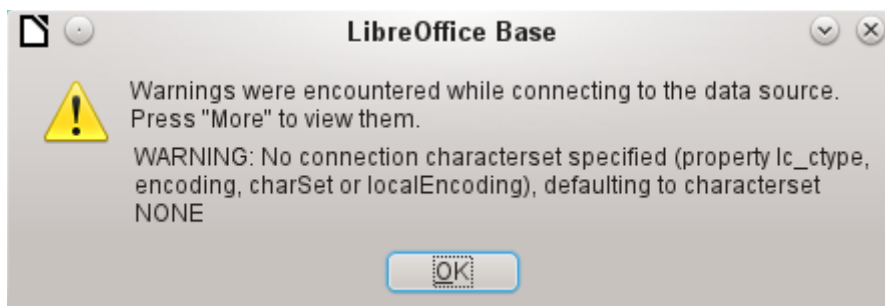 LibreOffice Base
Warnings were encountered while connecting to the data source.
Press "More" to view them.
WARNING: No connection characterset specified (property lc_ctype,
encoding, charSet or localEncoding), defaulting to characterset
NONE
OK